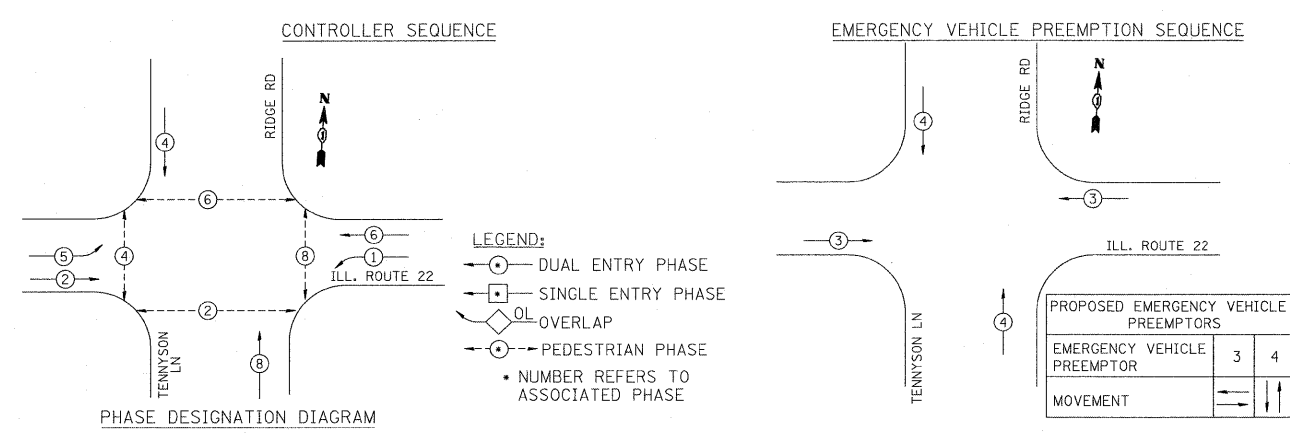 CONTROLLER SEQUENCE
RIDGE RD
N
4
6
5
2
4
8
6
1
ILL. ROUTE 22
2
8
TENNYSON
LN
PHASE DESIGNATION DIAGRAM
LEGEND:
* DUAL ENTRY PHASE
* SINGLE ENTRY PHASE
OL OVERLAP
* PEDESTRIAN PHASE
* NUMBER REFERS TO
ASSOCIATED PHASE
EMERGENCY VEHICLE PREEMPTION SEQUENCE
RIDGE RD
N
4
3
3
ILL. ROUTE 22
4
TENNYSON LN
PROPOSED EMERGENCY VEHICLE
PREEMPTORS
EMERGENCY VEHICLE
PREEMPTOR
3
4
MOVEMENT